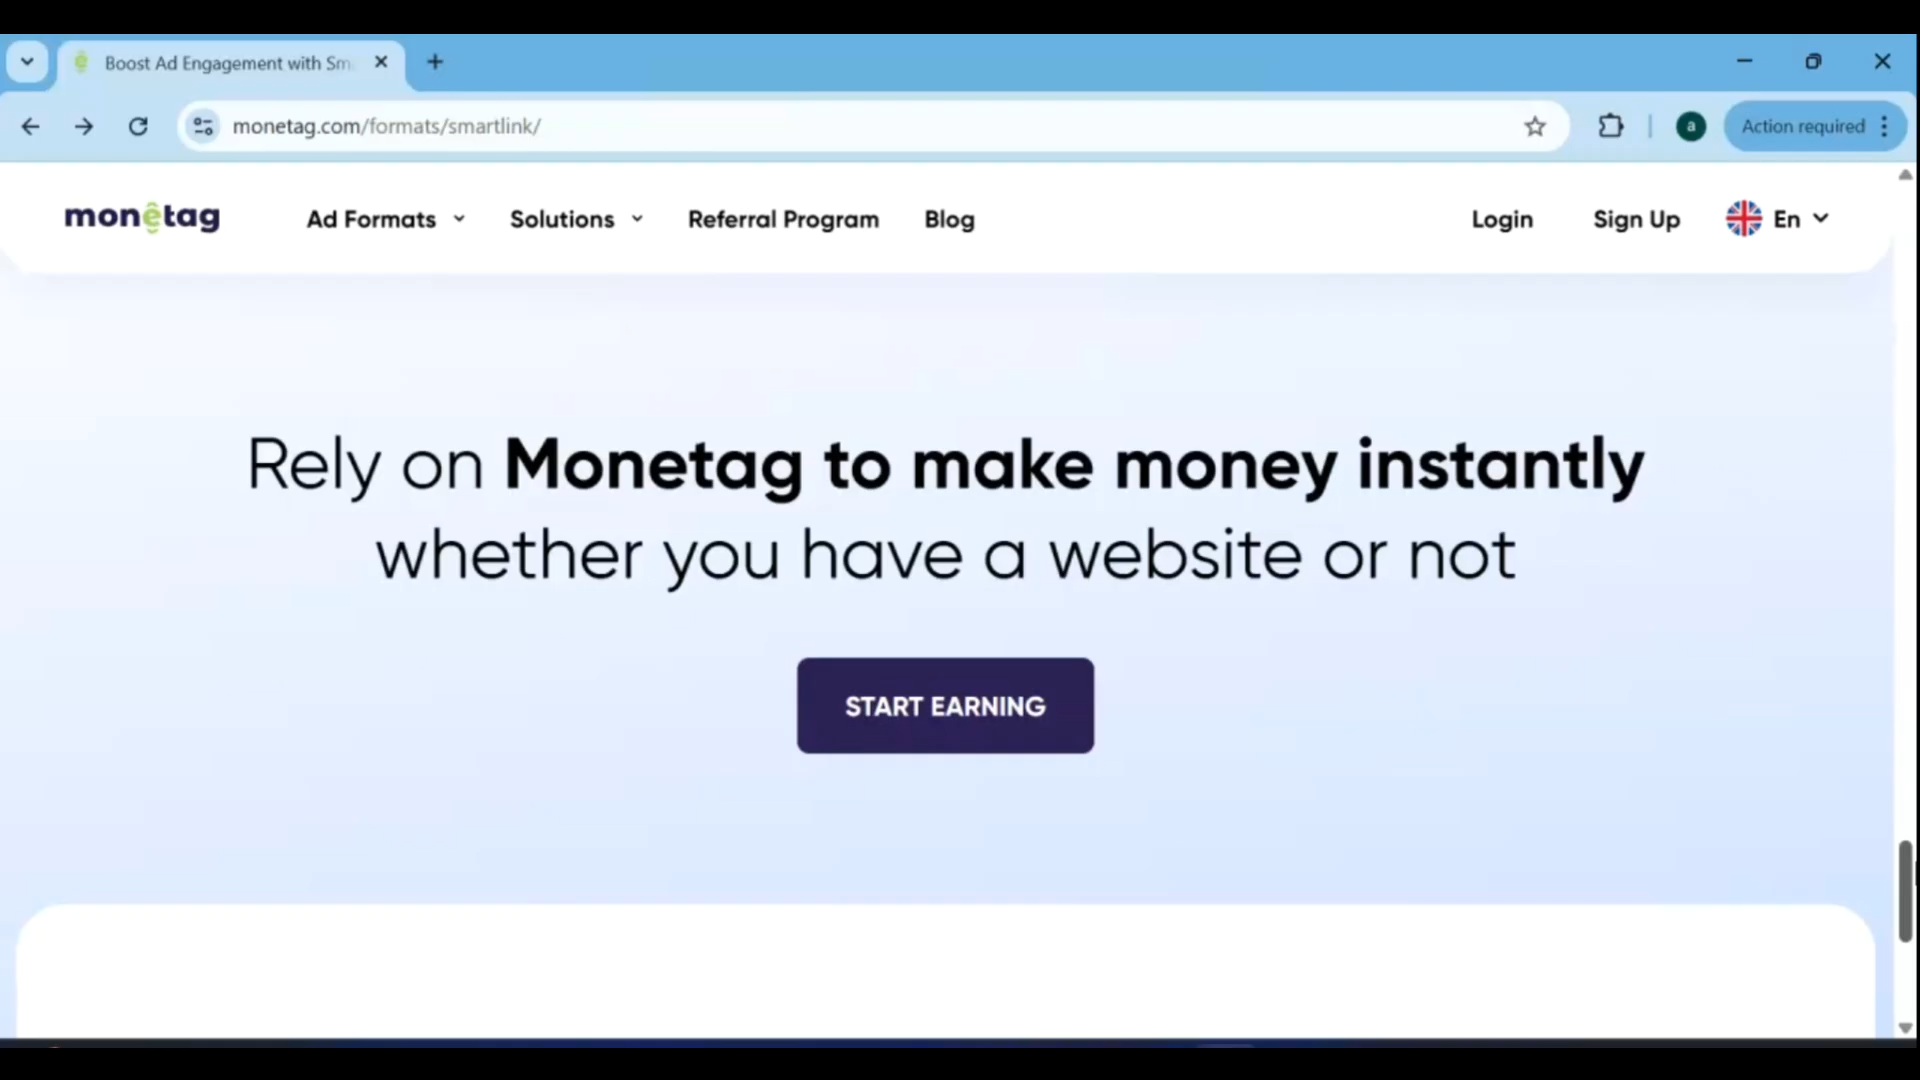 Boost Ad Engagement with Sm
monetag.com/formats/smartlink/
a
Action required
monetag
Ad Formats
Solutions
Referral Program
Blog
Login
Sign Up
En
Rely on Monetag to make money instantly
whether you have a website or not
START EARNING